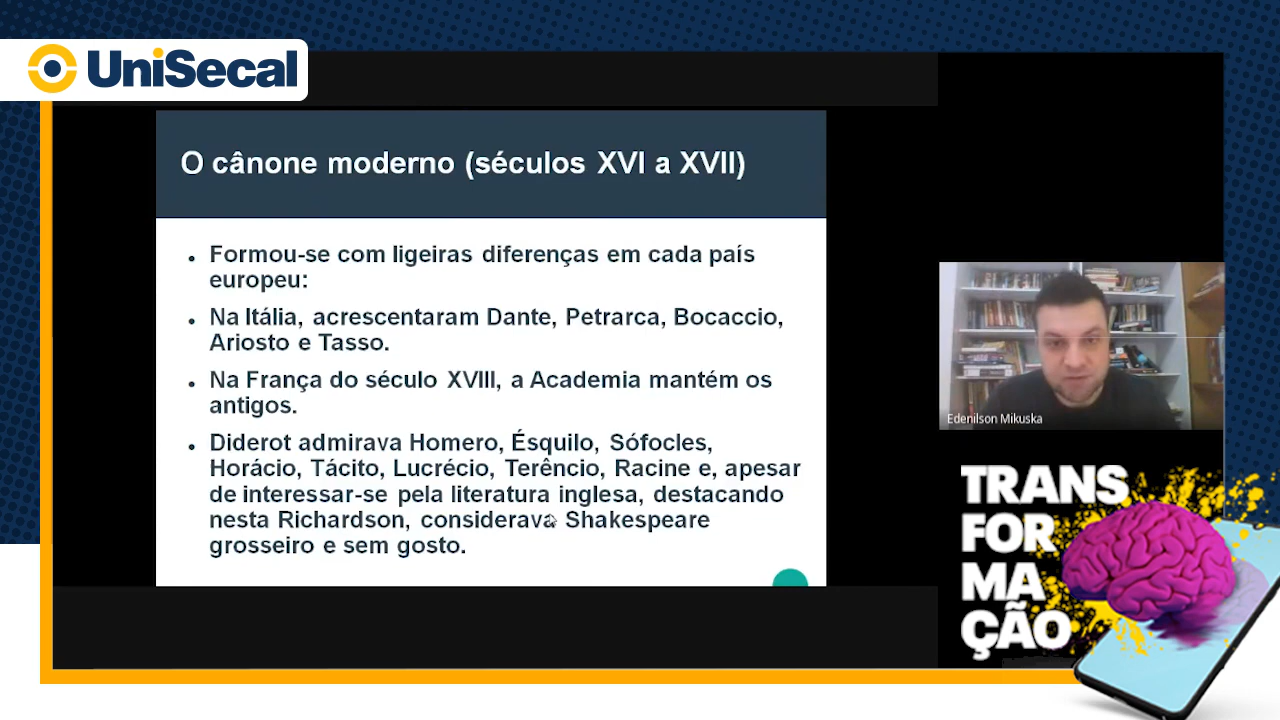 UniSecal
O cânone moderno (séculos XVI a XVII)
• Formou-se com ligeiras diferenças em cada país
europeu:
• Na Itália, acrescentaram Dante, Petrarca, Bocaccio,
Ariosto e Tasso.
• Na França do século XVIII, a Academia mantém os
antigos.
• Diderot admirava Homero, Ésquilo, Sófocles,
Horácio, Tácito, Lucrécio, Terêncio, Racine e, apesar
de interessar-se pela literatura inglesa, destacando
nesta Richardson, considerava Shakespeare
grosseiro e sem gosto.
Edenilson Mikuska
TRANS
FOR
MA
ÇÃO